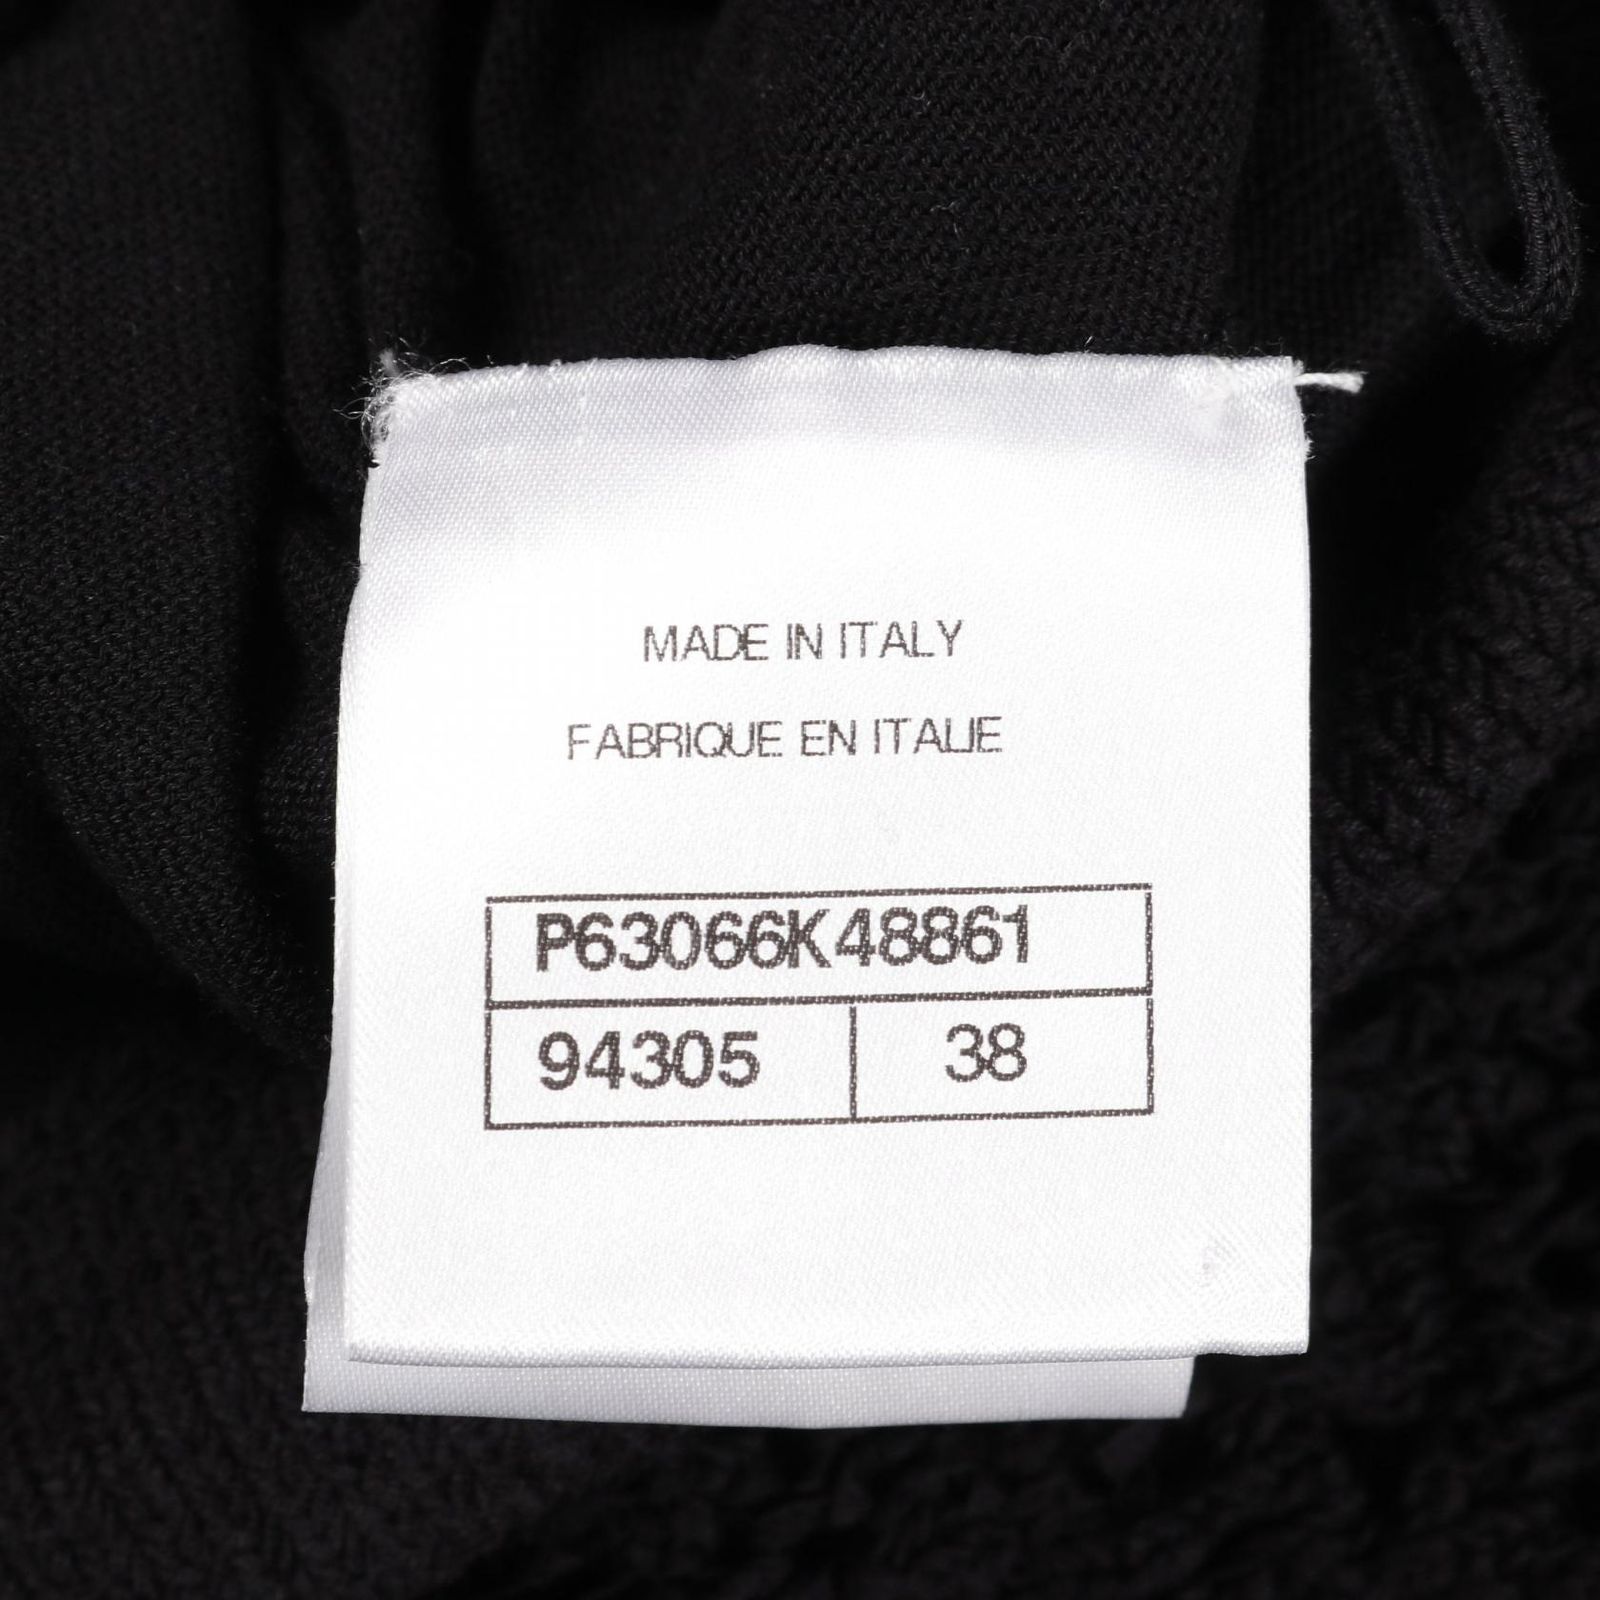 MADE IN ITALY
FABRIQUE EN ITALIE
P63066K48861
94305 38